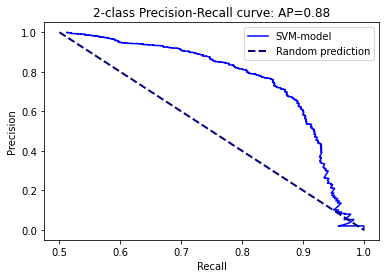 2-class Precision-Recall curve: AP=0.88
SVM-model
Random prediction
1.0
0.8
0.6
0.4
0.2
0.0
Precision
0.5
0.6
0.7
0.8
0.9
1.0
Recall